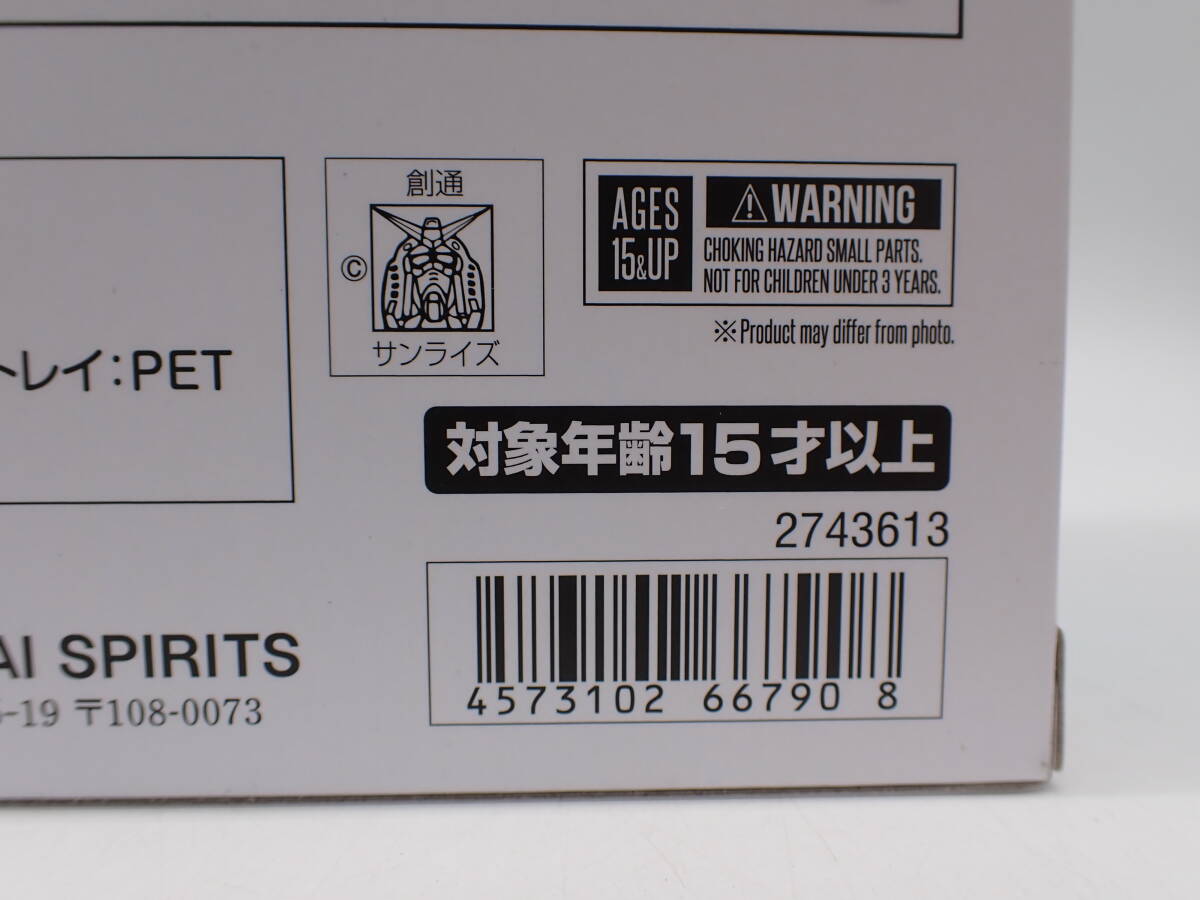 創通
©
サンライズ
AGES
15&UP
⚠WARNING
CHOKING HAZARD SMALL PARTS.
NOT FOR CHILDREN UNDER 3 YEARS.
※Product may differ from photo.
トレイ:PET
対象年齢15才以上
2743613
4573102 66790 8
AI SPIRITS
-19 〒108-0073